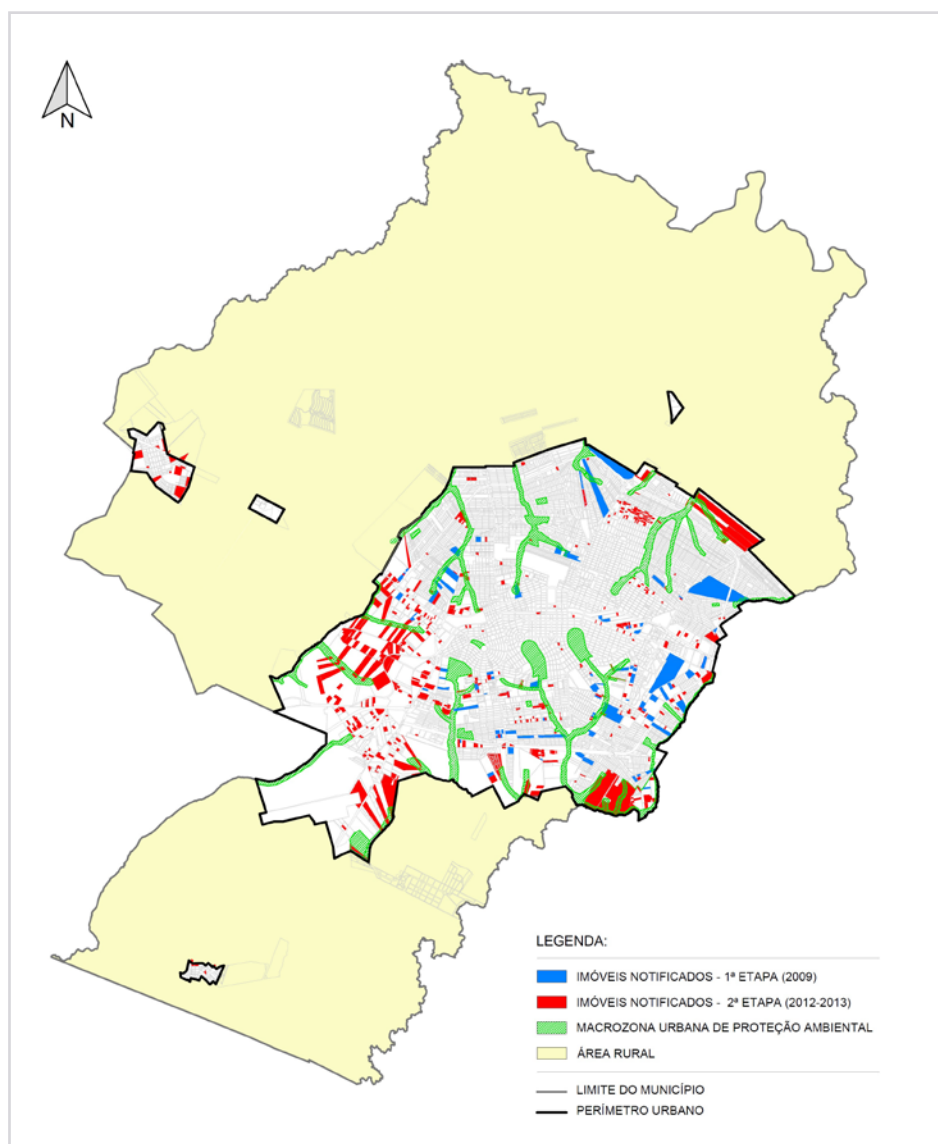 N
LEGENDA:
IMÓVEIS NOTIFICADOS - 1ª ETAPA (2009)
IMÓVEIS NOTIFICADOS - 2ª ETAPA (2012-2013)
MACROZONA URBANA DE PROTEÇÃO AMBIENTAL
ÁREA RURAL
LIMITE DO MUNICÍPIO
PERÍMETRO URBANO